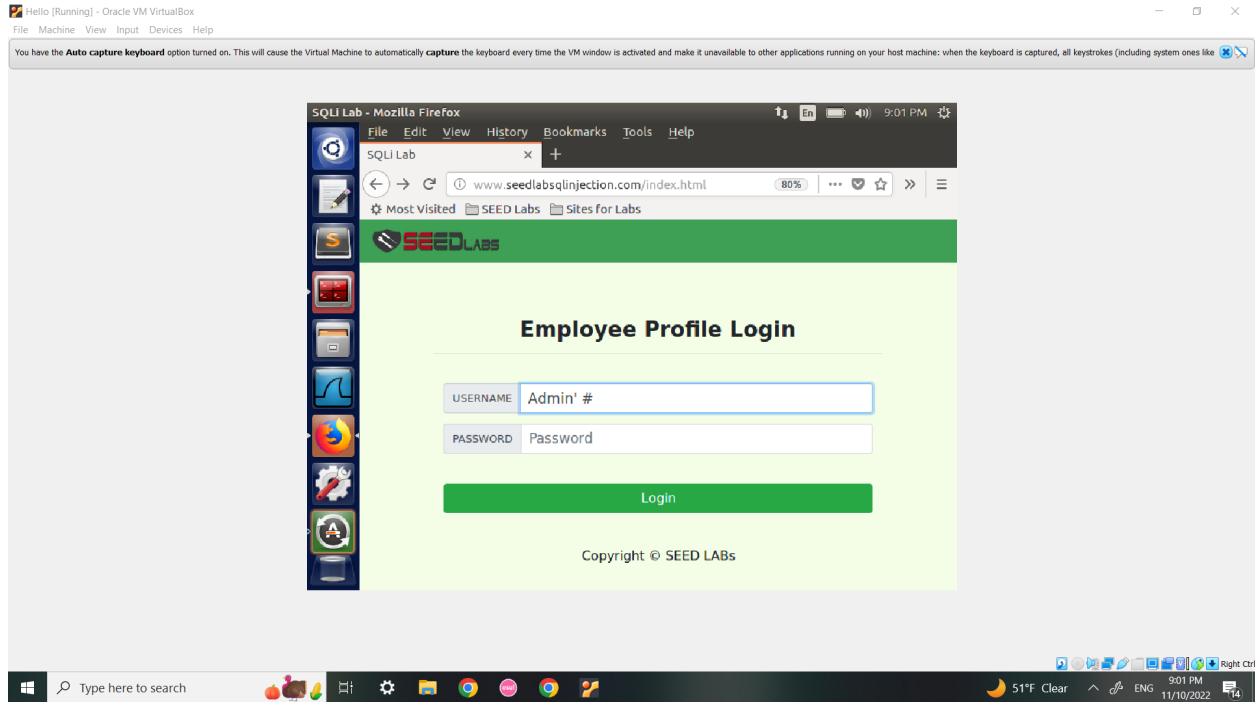 Hello [Running] - Oracle VM VirtualBox
File Machine View Input Devices Help
You have the Auto capture keyboard option turned on. This will cause the Virtual Machine to automatically capture the keyboard every time the VM window is activated and make it unavailable to other applications running on your host machine: when the keyboard is captured, all keystrokes (including system ones like
SQLi Lab - Mozilla Firefox En 9:01 PM
File Edit View History Bookmarks Tools Help
SQLi Lab
www.seedlabsqlinjection.com/index.html 80%
Most Visited SEED Labs Sites for Labs
SEEDLABS
Employee Profile Login
USERNAME Admin' #
PASSWORD Password
Login
Copyright © SEED LABs
Right Ctrl
Type here to search 51°F Clear ENG 9:01 PM
11/10/2022 14